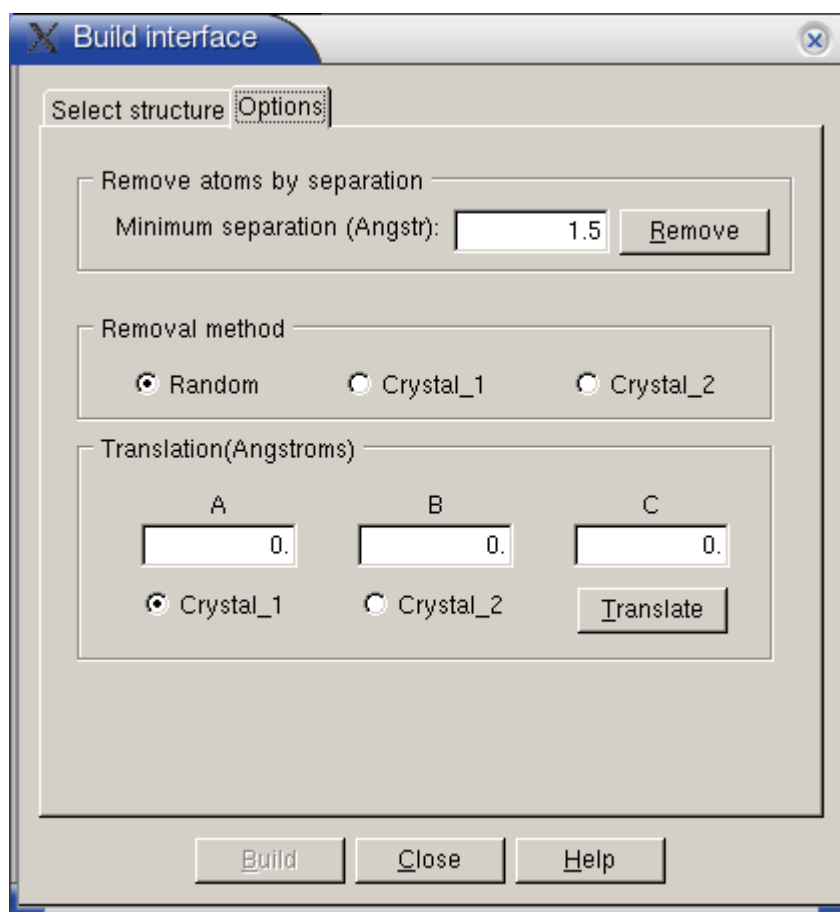 Build interface
Select structure Options
Remove atoms by separation
Minimum separation (Angstr): 1.5 Remove
Removal method
Random Crystal_1 Crystal_2
Translation(Angstroms)
A B C
0. 0. 0.
Crystal_1 Crystal_2 Translate
Build Close Help